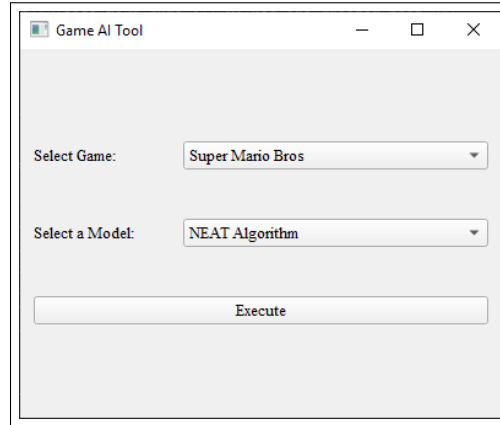 Game AI Tool
Select Game: Super Mario Bros
Select a Model: NEAT Algorithm
Execute